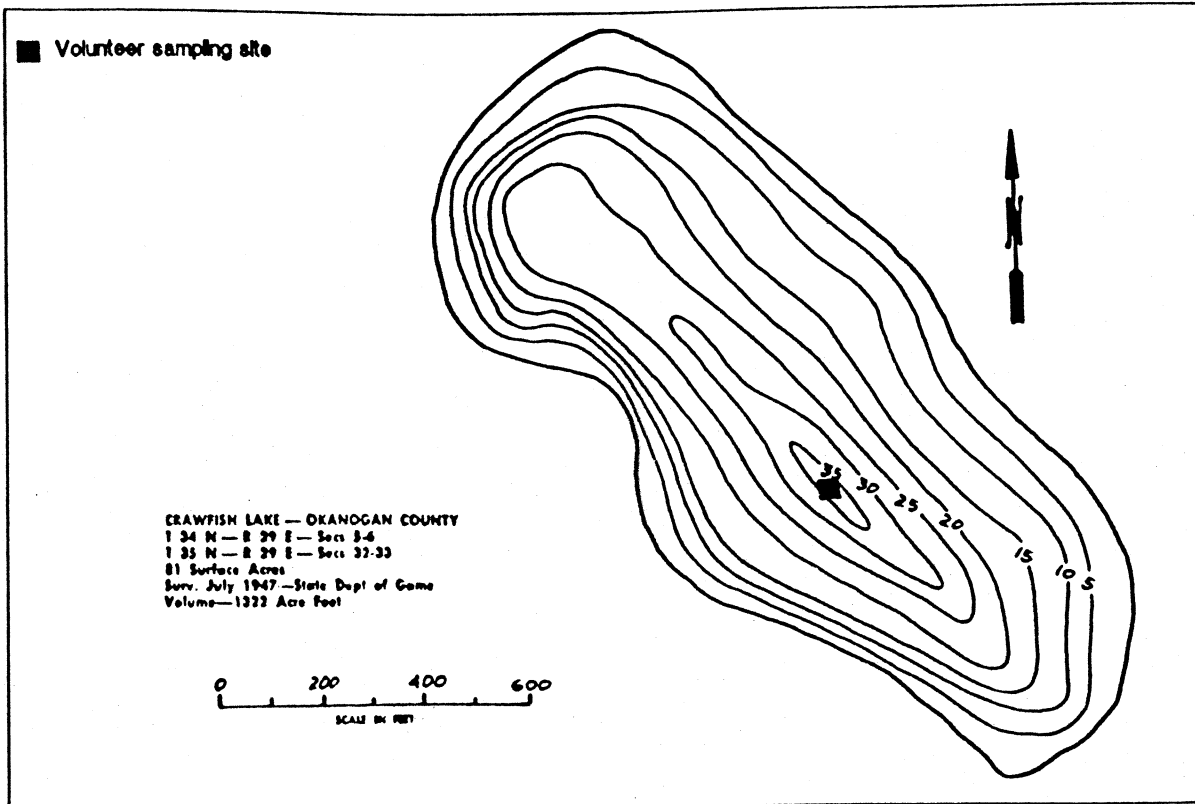 Volunteer sampling site
N
35
30
25
20
15
10
5
CRAWFISH LAKE — OKANOGAN COUNTY
T 34 N — R 29 E — Secs 5-6
T 35 N — R 29 E — Secs 32-33
81 Surface Acres
Surv. July 1947 — State Dept of Game
Volume — 1322 Acre Feet
0 200 400 600
SCALE IN FEET